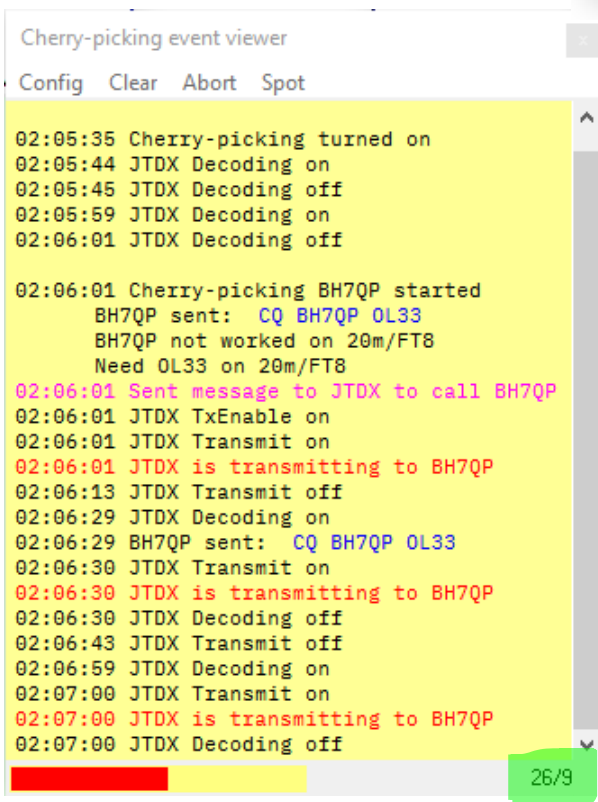 Cherry-picking event viewer
x
Config Clear Abort Spot
02:05:35 Cherry-picking turned on
02:05:44 JTDX Decoding on
02:05:45 JTDX Decoding off
02:05:59 JTDX Decoding on
02:06:01 JTDX Decoding off
02:06:01 Cherry-picking BH7QP started
BH7QP sent: CQ BH7QP OL33
BH7QP not worked on 20m/FT8
Need OL33 on 20m/FT8
02:06:01 Sent message to JTDX to call BH7QP
02:06:01 JTDX TxEnable on
02:06:01 JTDX Transmit on
02:06:01 JTDX is transmitting to BH7QP
02:06:13 JTDX Transmit off
02:06:29 JTDX Decoding on
02:06:29 BH7QP sent: CQ BH7QP OL33
02:06:30 JTDX Transmit on
02:06:30 JTDX is transmitting to BH7QP
02:06:30 JTDX Decoding off
02:06:43 JTDX Transmit off
02:06:59 JTDX Decoding on
02:07:00 JTDX Transmit on
02:07:00 JTDX is transmitting to BH7QP
02:07:00 JTDX Decoding off
26/9